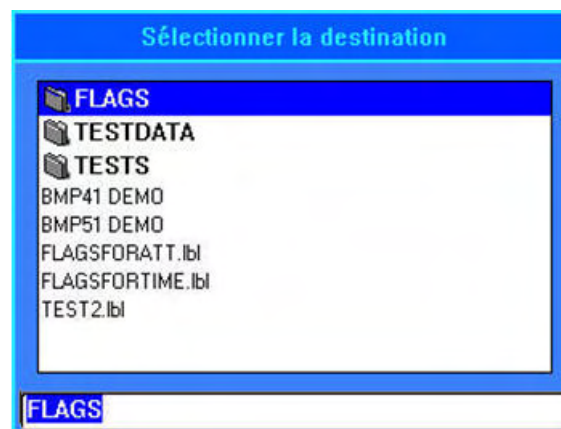 Sélectionner la destination
FLAGS
TESTDATA
TESTS
BMP41 DEMO
BMP51 DEMO
FLAGSFORATT.lbl
FLAGSFORTIME.lbl
TEST2.lbl
FLAGS